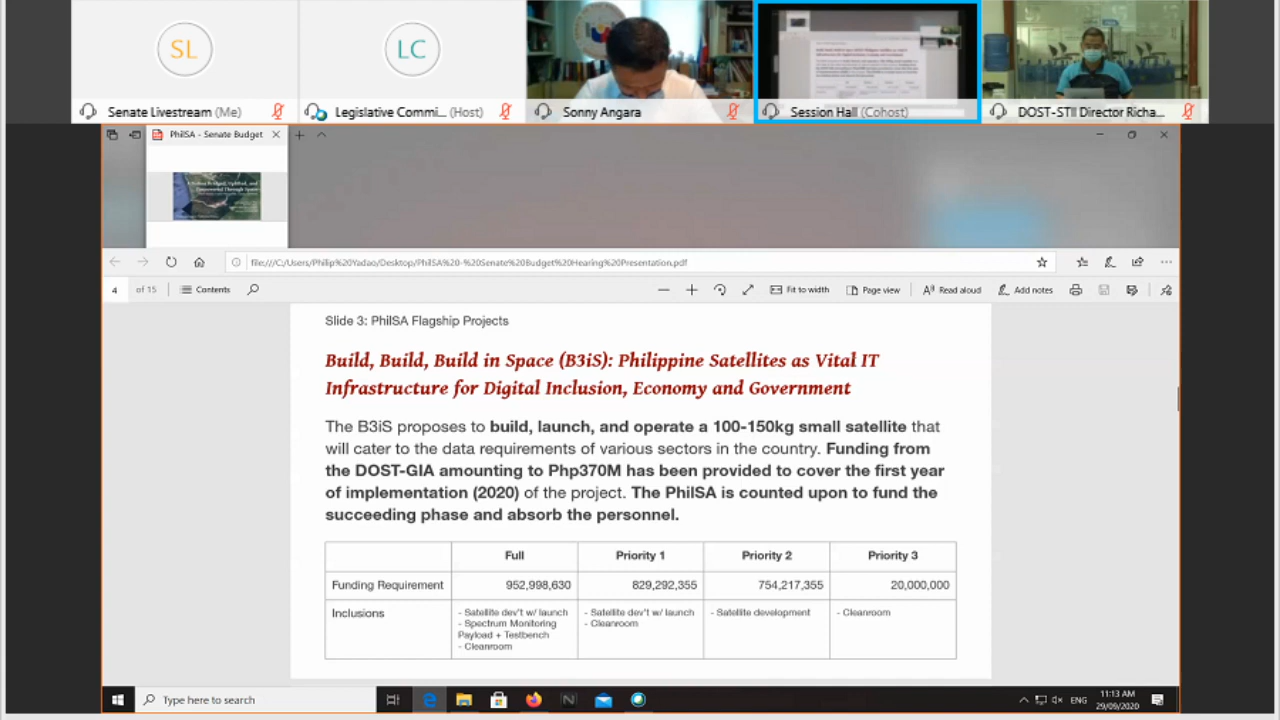 SL
LC
Senate Livestream (Me)
Legislative Commi... (Host)
Sonny Angara
Session Hall (Cohost)
DOST-STII Director Richa...
PhilSA - Senate Budget
file:///C:/Users/Philip%20Yadao/Desktop/PhilSA%20-%20Senate%20Budget%20Hearing%20Presentation.pdf
4 of 15 Contents Fit to width Page view Read aloud Add notes
Slide 3: PhilSA Flagship Projects
Build, Build, Build in Space (B3iS): Philippine Satellites as Vital IT
Infrastructure for Digital Inclusion, Economy and Government
The B3iS proposes to build, launch, and operate a 100-150kg small satellite that
will cater to the data requirements of various sectors in the country. Funding from
the DOST-GIA amounting to Php370M has been provided to cover the first year
of implementation (2020) of the project. The PhilSA is counted upon to fund the
succeeding phase and absorb the personnel.
Full Priority 1 Priority 2 Priority 3
Funding Requirement 952,998,630 829,292,355 754,217,355 20,000,000
Inclusions - Satellite dev't w/ launch - Satellite dev't w/ launch - Satellite development - Cleanroom
- Spectrum Monitoring - Cleanroom
Payload + Testbench
- Cleanroom
Type here to search
ENG
11:13 AM
29/09/2020